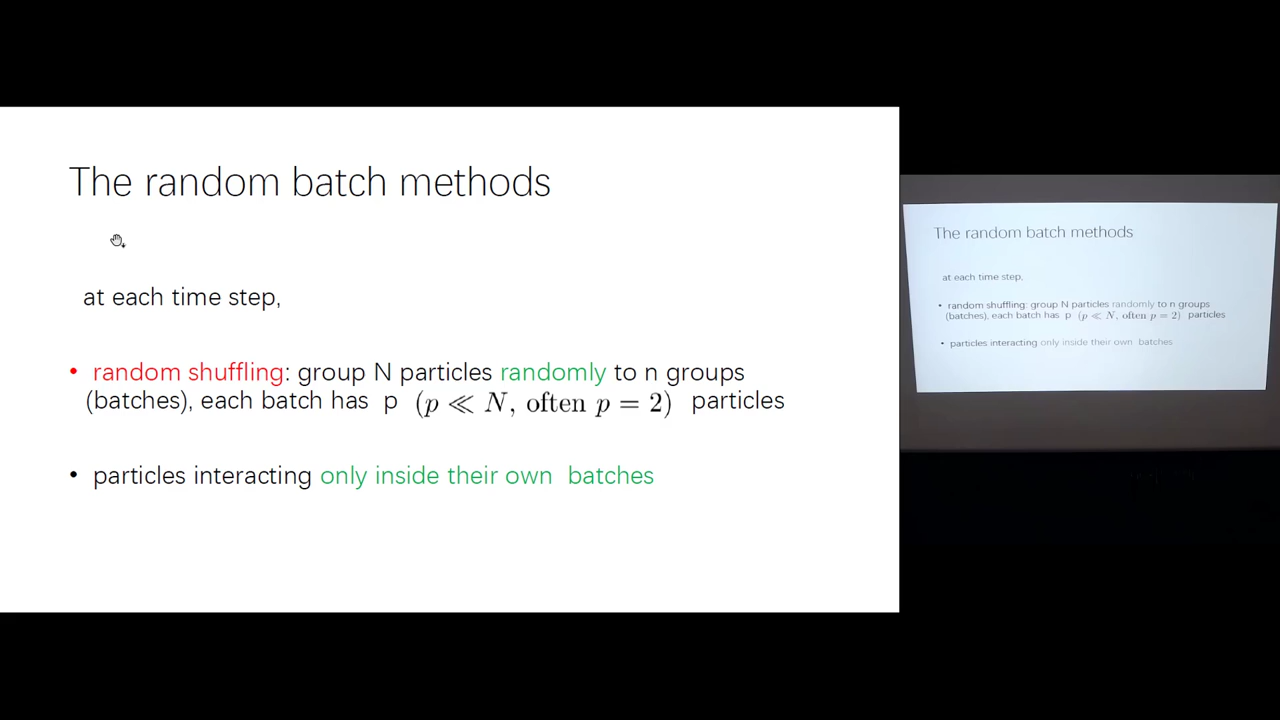 The random batch methods
at each time step,
• random shuffling: group N particles randomly to n groups
(batches), each batch has p (p ≪ N, often p = 2) particles
• particles interacting only inside their own batches
The random batch methods
at each time step,
• random shuffling: group N particles randomly to n groups
(batches), each batch has p (p ≪ N, often p = 2) particles
• particles interacting only inside their own batches